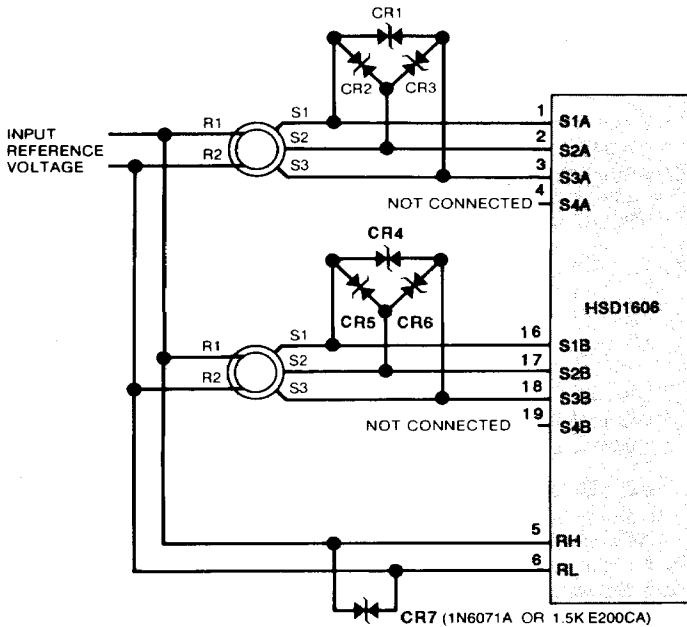 CR1
CR2
CR3
INPUT
REFERENCE
VOLTAGE
R1
R2
S1
S2
S3
1
S1A
2
S2A
3
S3A
4
S4A
NOT CONNECTED
CR4
CR5
CR6
HSD1606
R1
R2
S1
S2
S3
16
S1B
17
S2B
18
S3B
19
S4B
NOT CONNECTED
5
RH
6
RL
CR7 (1N6071A OR 1.5K E200CA)